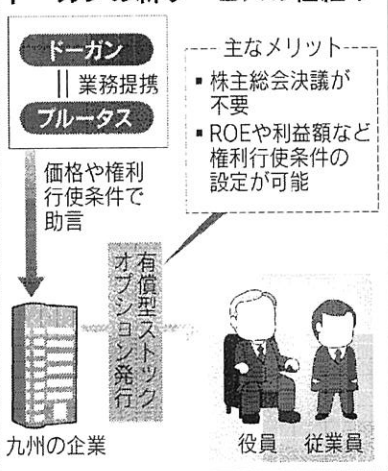 ドーガン
業務提携
プルータス
価格や権利
行使条件で
助言
主なメリット
▪ 株主総会決議が
不要
▪ ROEや利益額など
権利行使条件の
設定が可能
有償型ストック
オプション発行
九州の企業
役員
従業員